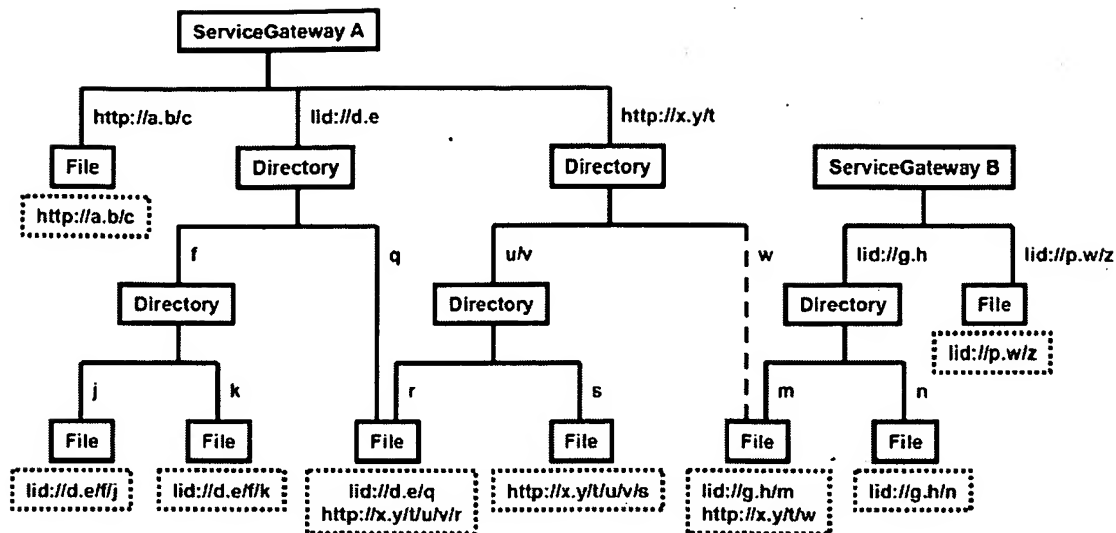 ServiceGateway A
http://a.b/c
lid://d.e
http://x.y/t
File
Directory
Directory
ServiceGateway B
http://a.b/c
f
q
u/v
w
lid://g.h
lid://p.w/z
Directory
Directory
Directory
File
lid://p.w/z
j
k
r
s
m
n
File
File
File
File
File
File
lid://d.e/f/j
lid://d.e/f/k
lid://d.e/q
http://x.y/t/u/v/r
http://x.y/t/u/v/s
lid://g.h/m
http://x.y/t/w
lid://g.h/n